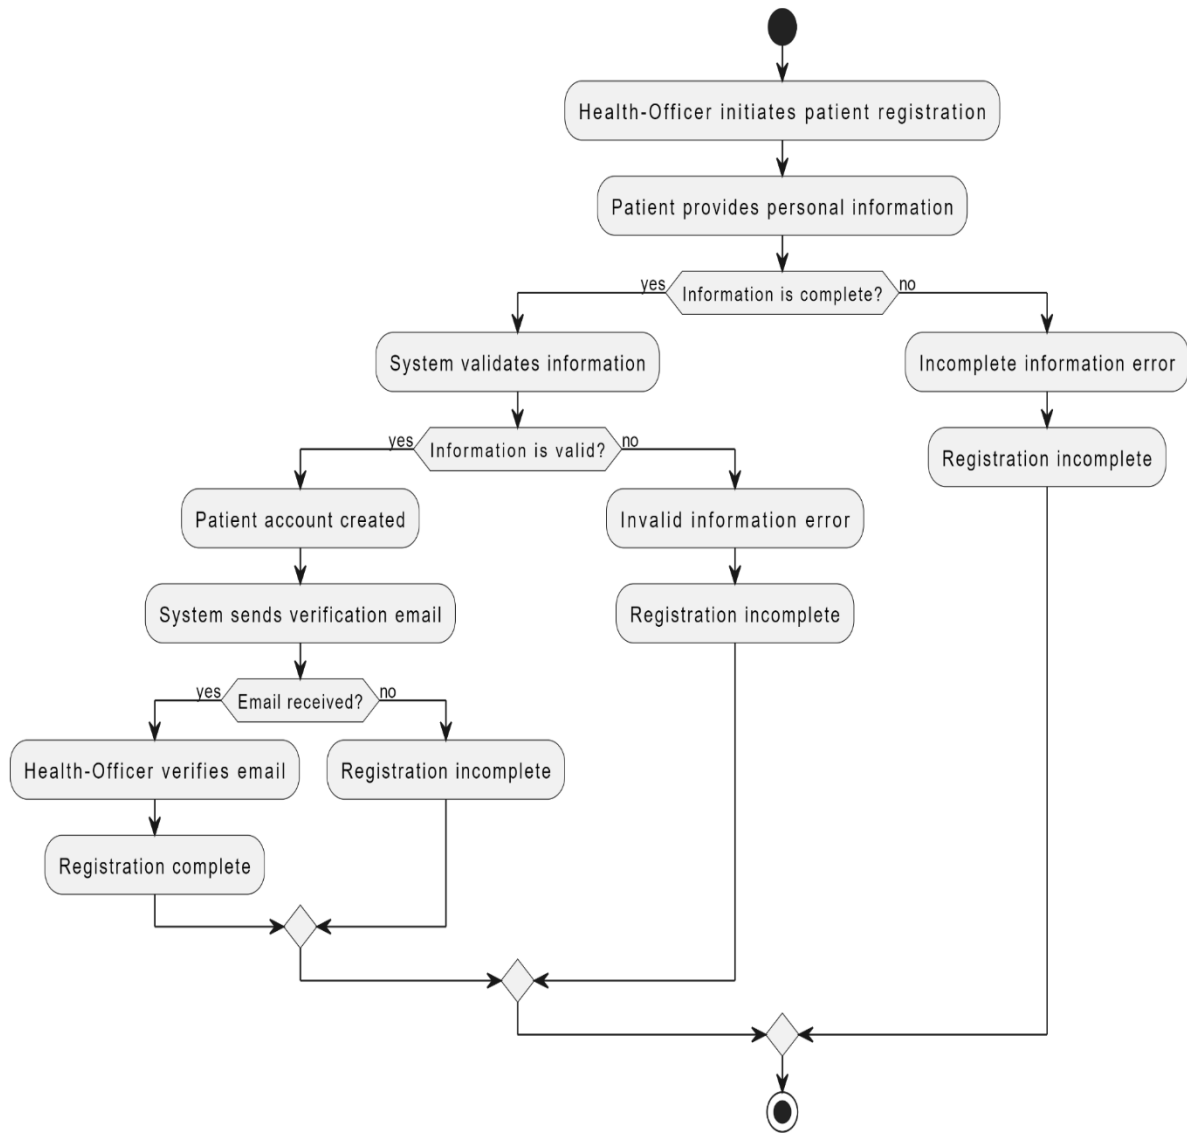 Health-Officer initiates patient registration
Patient provides personal information
yes
Information is complete?
no
System validates information
Incomplete information error
yes
Information is valid?
no
Registration incomplete
Patient account created
Invalid information error
System sends verification email
Registration incomplete
yes
Email received?
no
Health-Officer verifies email
Registration incomplete
Registration complete